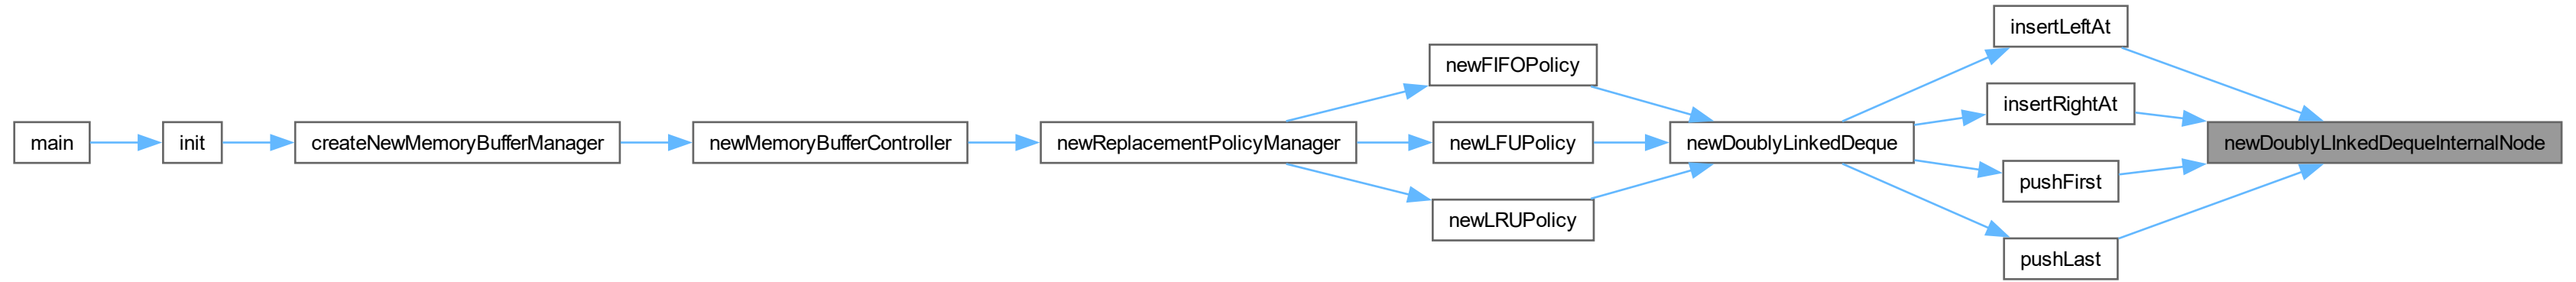 main
init
createNewMemoryBufferManager
newMemoryBufferController
newReplacementPolicyManager
newFIFOPolicy
newLFUPolicy
newLRUPolicy
newDoublyLinkedDeque
insertLeftAt
insertRightAt
pushFirst
pushLast
newDoublyLInkedDequeInternalNode